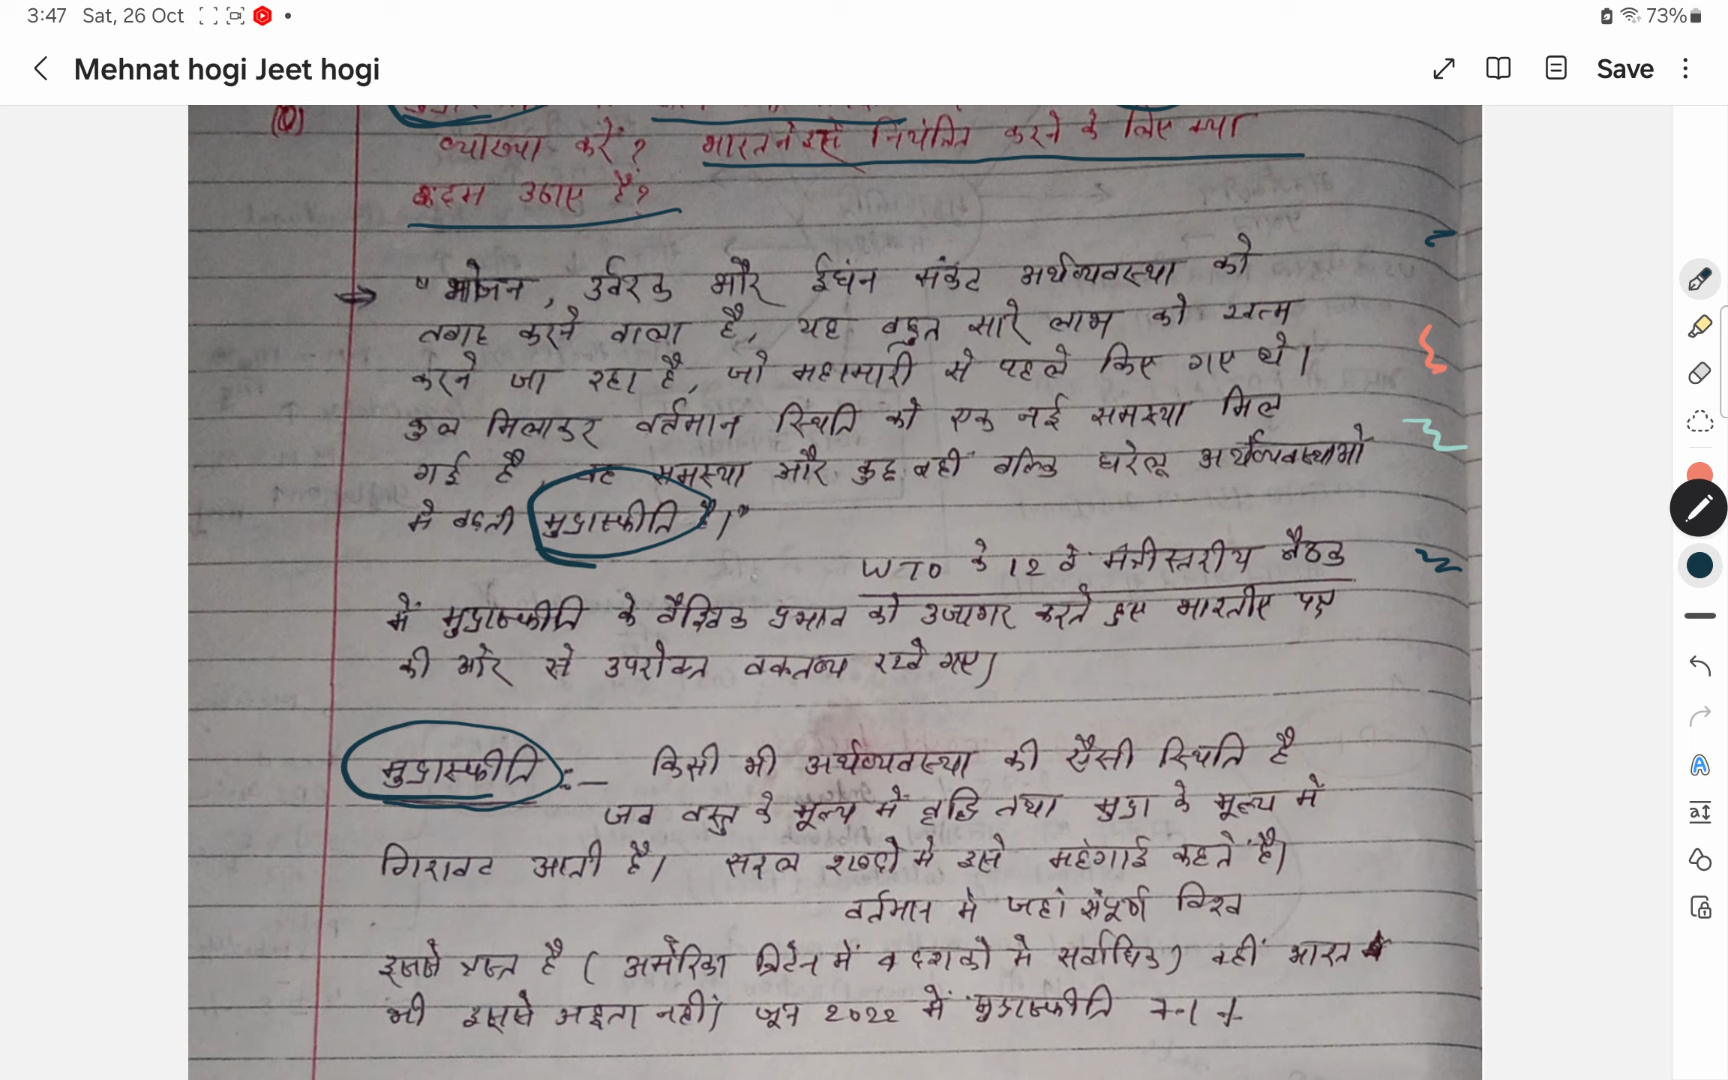 3:47 Sat, 26 Oct 73%
Mehnat hogi Jeet hogi Save
(Q)
व्याख्या करें? भारत ने इसे नियंत्रित करने के लिए क्या
कदम उठाए हैं?
→ "भोजन, उर्वरक और ईधंन संकट अर्थव्यवस्था को
तबाह करने वाला है, यह बहुत सारे लाभ को खत्म
करने जा रहा है, जो महामारी से पहले किए गए थे।
कुल मिलाकर वर्तमान स्थिति को एक नई समस्या मिल
गई है, वह समस्या और कुछ नहीं बल्कि घरेलू अर्थव्यवस्थाओ
मे बढ़ती मुद्रास्फीति है।"
WTO के 12 वें मंत्रीस्तरीय बैठक
में मुद्रास्फीति के वैश्विक प्रभाव को उजागर करते हुए भारतीए पक्ष
की ओर से उपरोक्त वक्तव्य रखे गए।
मुद्रास्फीति :- किसी भी अर्थव्यवस्था की ऐसी स्थिति है
जब वस्तु के मूल्य में वृद्धि तथा मुद्रा के मूल्य में
गिरावट आती है। सरल शब्दो मे इसे महंगाई कहते है।
वर्तमान मे जहां संपूर्ण विश्व
इससे ग्रस्त है ( अमेरिका ब्रिटेन में दशको मे सर्वाधिक) वहीं भारत
भी इससे अछुता नहीं। जून 2022 में मुद्रास्फीति 7.1